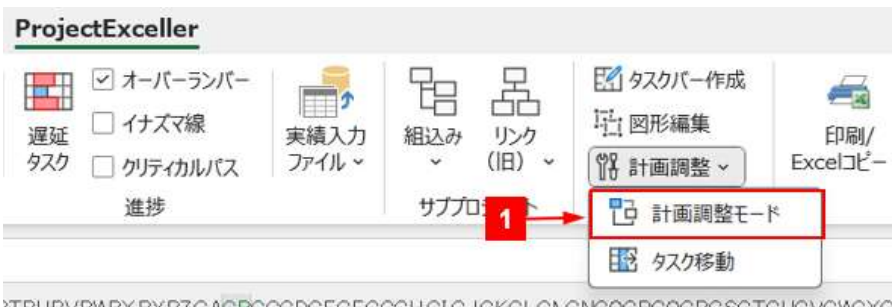 ProjectExceller
遅延
タスク
オーバーランバー
イナズマ線
クリティカルパス
進捗
実績入力
ファイル
組込み
リンク
(旧)
サブプロ
タスクバー作成
図形編集
計画調整
印刷/
Excelコピー
1
計画調整モード
タスク移動